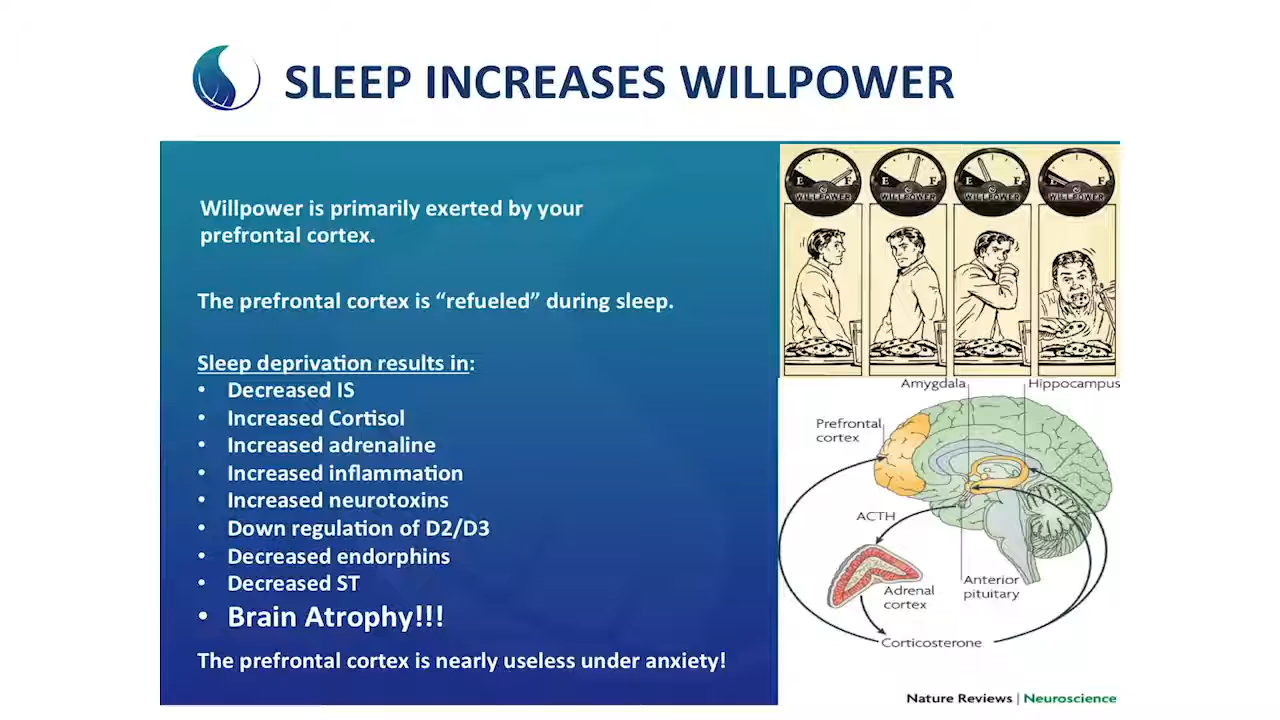 SLEEP INCREASES WILLPOWER
Willpower is primarily exerted by your
prefrontal cortex.
The prefrontal cortex is “refueled” during sleep.
Sleep deprivation results in:
• Decreased IS
• Increased Cortisol
• Increased adrenaline
• Increased inflammation
• Increased neurotoxins
• Down regulation of D2/D3
• Decreased endorphins
• Decreased ST
• Brain Atrophy!!!
The prefrontal cortex is nearly useless under anxiety!
E F
WILLPOWER
E F
WILLPOWER
E F
WILLPOWER
E F
WILLPOWER
Amygdala
Hippocampus
Prefrontal
cortex
ACTH
Adrenal
cortex
Anterior
pituitary
Corticosterone
Nature Reviews | Neuroscience